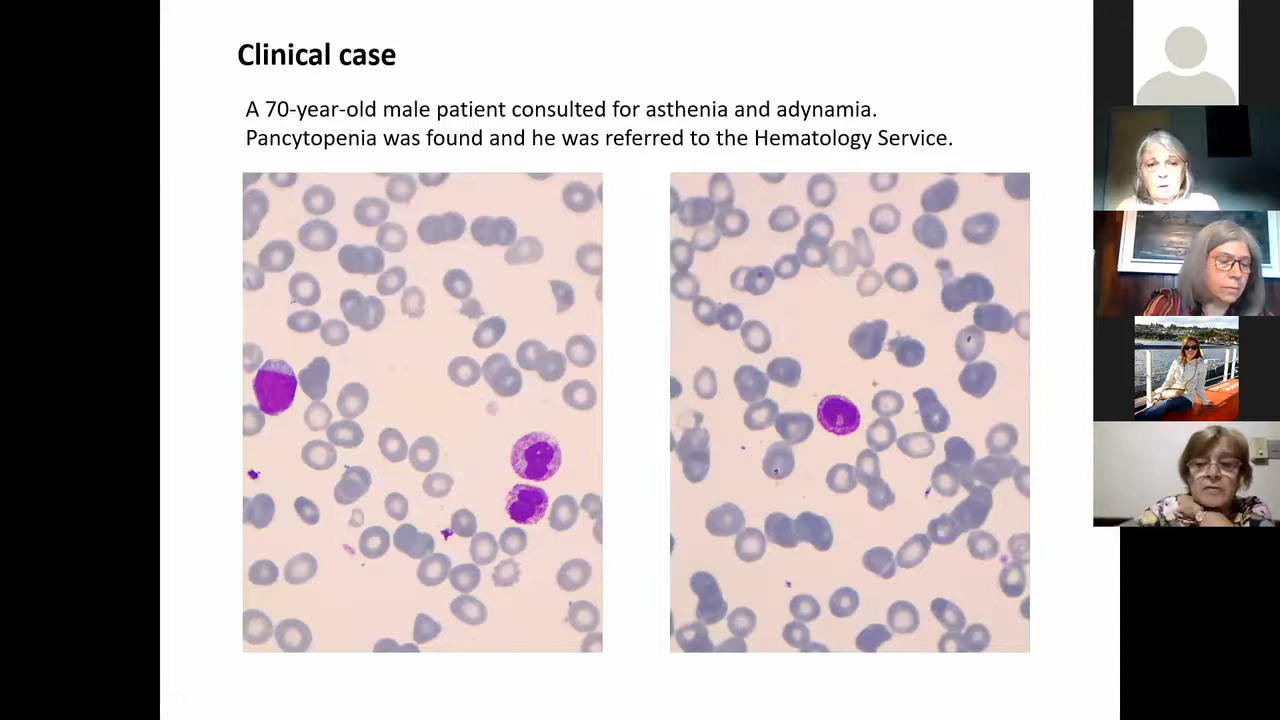 Clinical case
A 70-year-old male patient consulted for asthenia and adynamia.
Pancytopenia was found and he was referred to the Hematology Service.